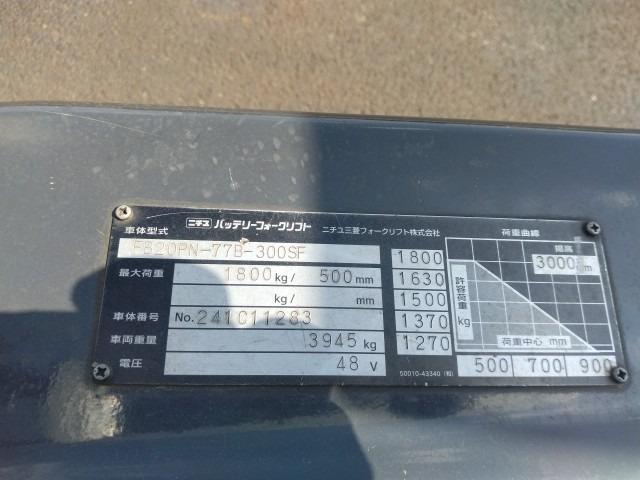 ニチユ バッテリーフォークリフト ニチユ三菱フォークリフト株式会社 荷重曲線
車体型式 FB20PN-77B-300SF
最大荷重 1800 kg/ 500 mm
kg/ mm
車体番号 No. 241011283
車両重量 3945 kg
電圧 48 V
1800
1630
1500
1370
1270
揚高
3000 mm
許容荷重 kg
荷重中心 mm
500 700 900
50010-43340